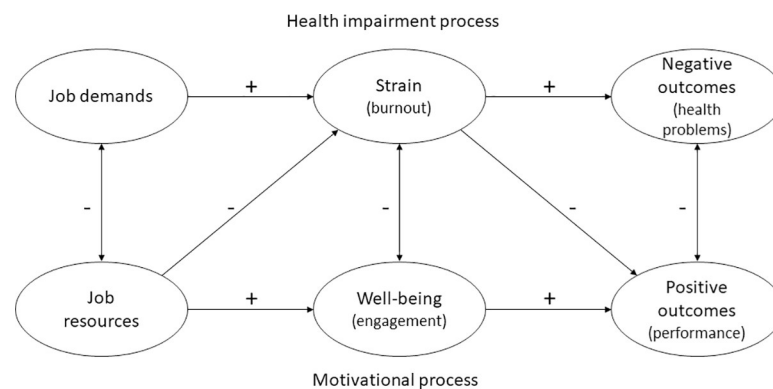 Health impairment process
Job demands
+
Strain
(burnout)
+
Negative
outcomes
(health
problems)
-
-
-
-
-
Job
resources
+
Well-being
(engagement)
+
Positive
outcomes
(performance)
Motivational process